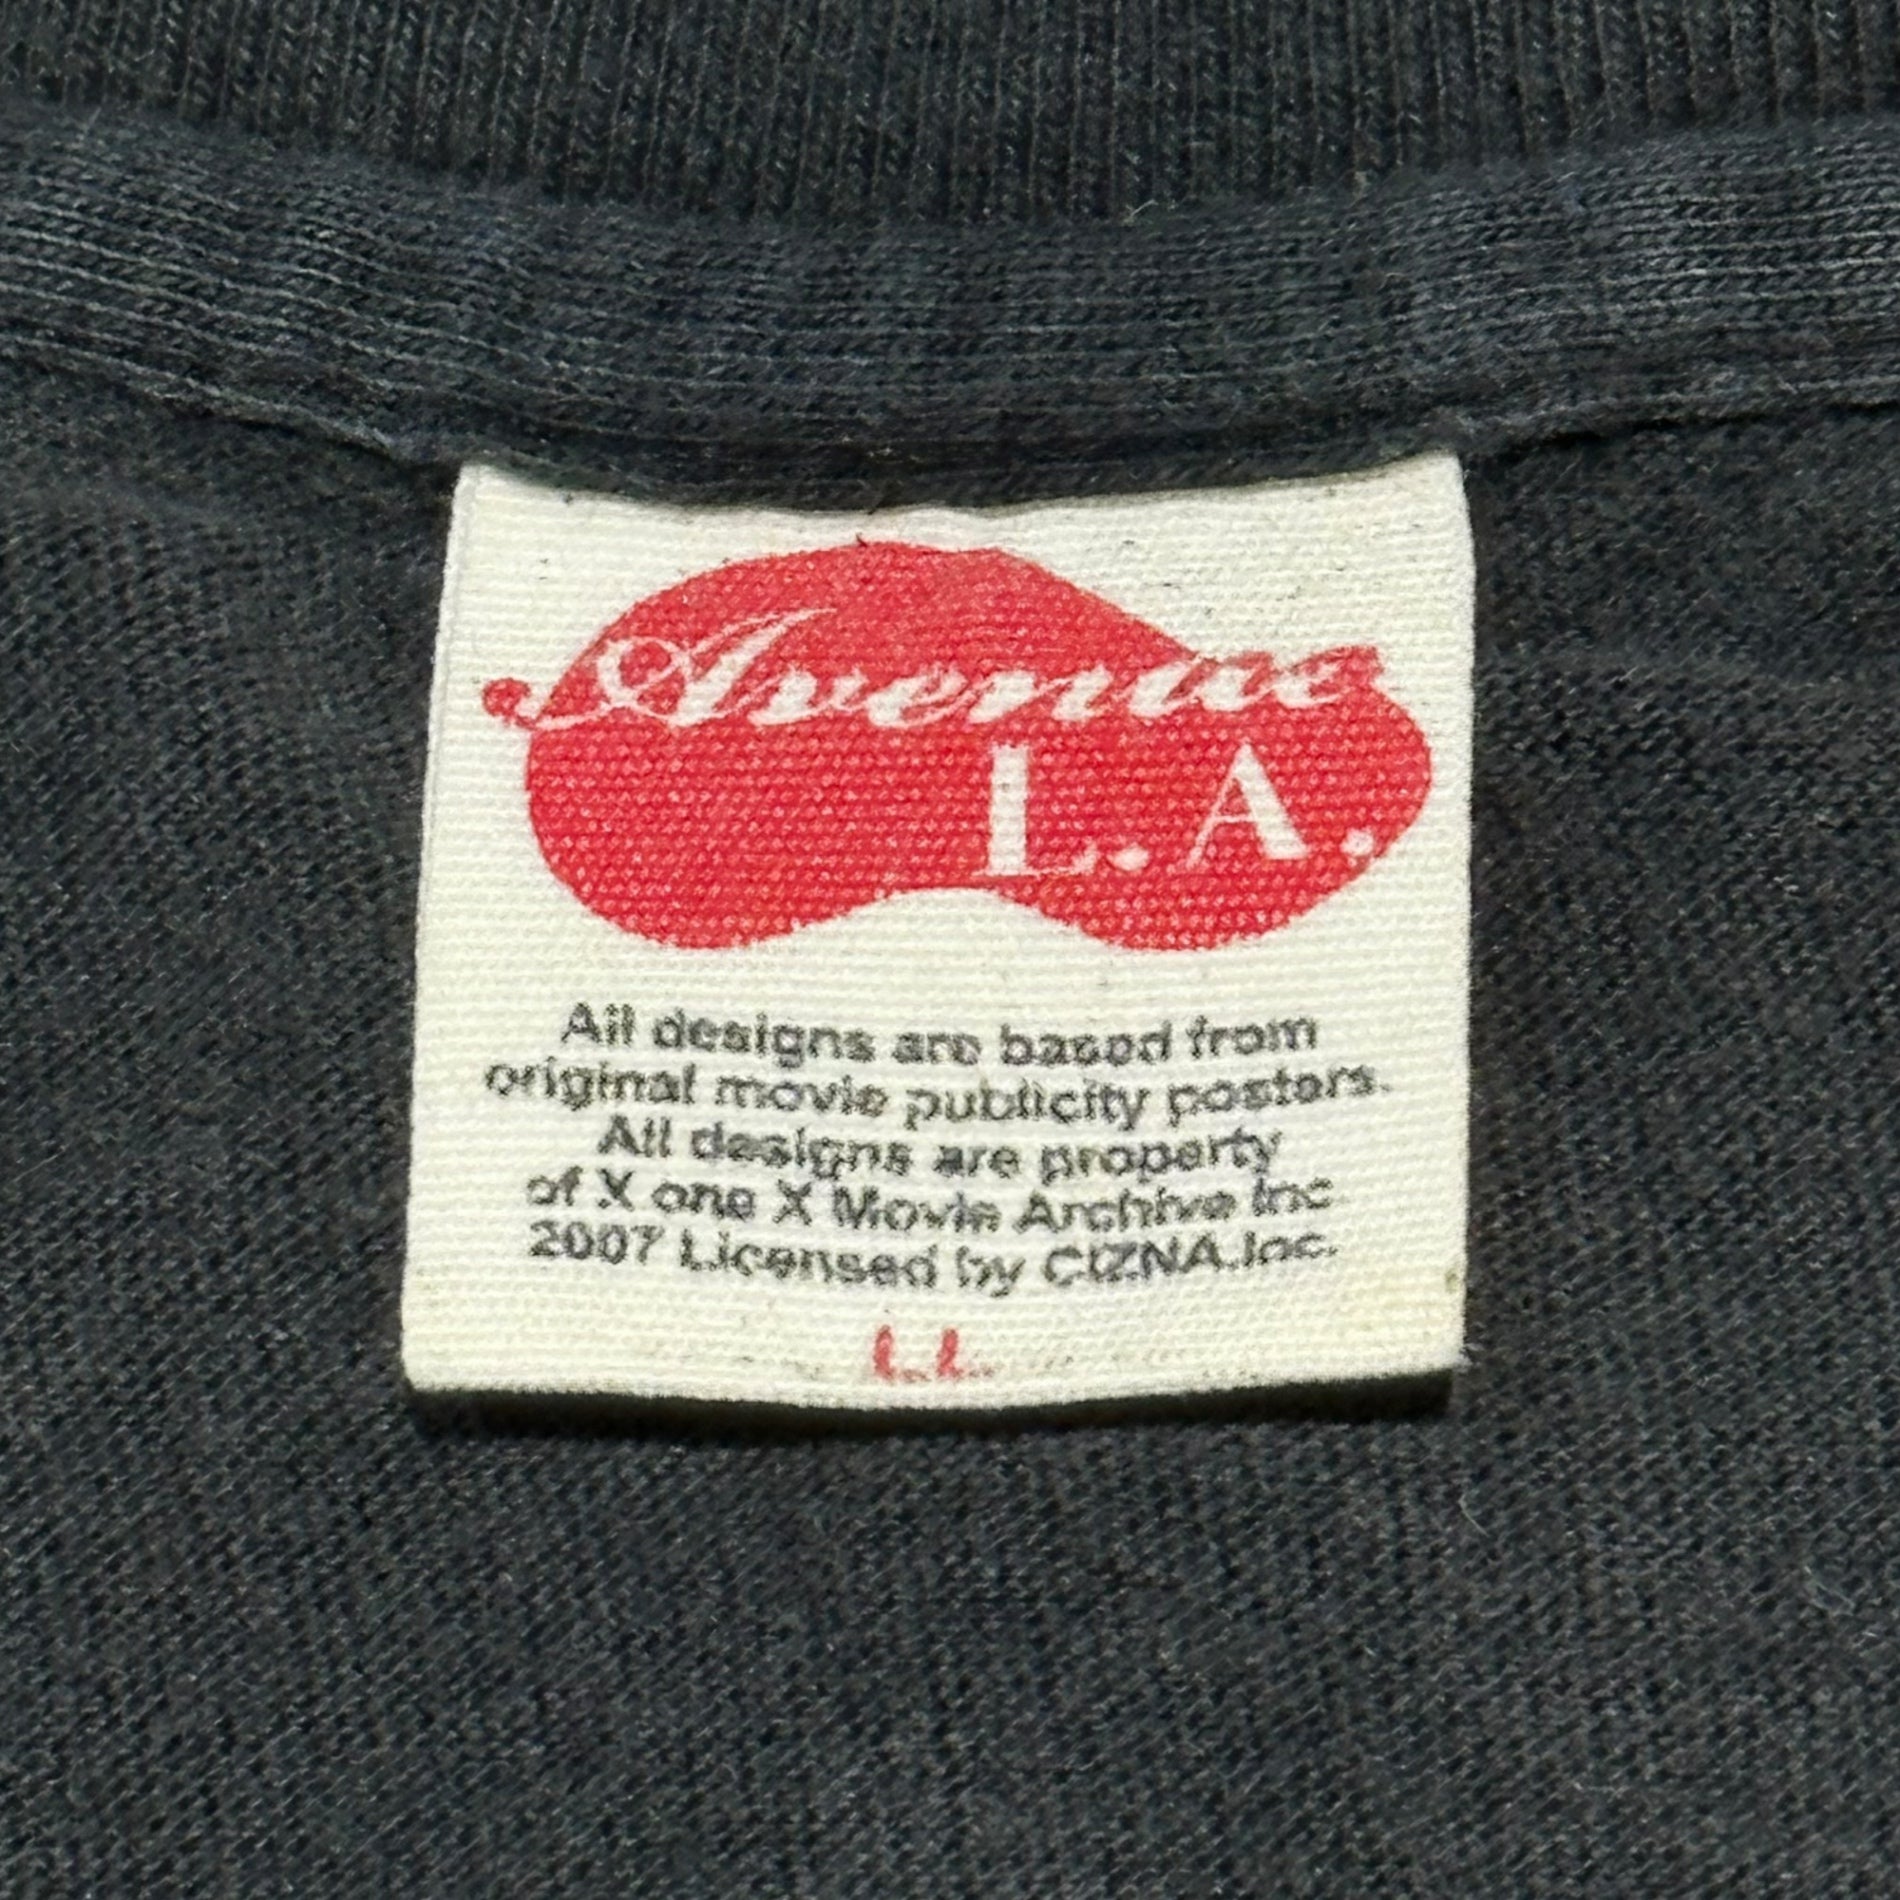 Avenue
L.A.
All designs are based from
original movie publicity posters.
All designs are property
of X one X Movie Archive Inc
2007 Licensed by CIZNA.Inc.
L.L.